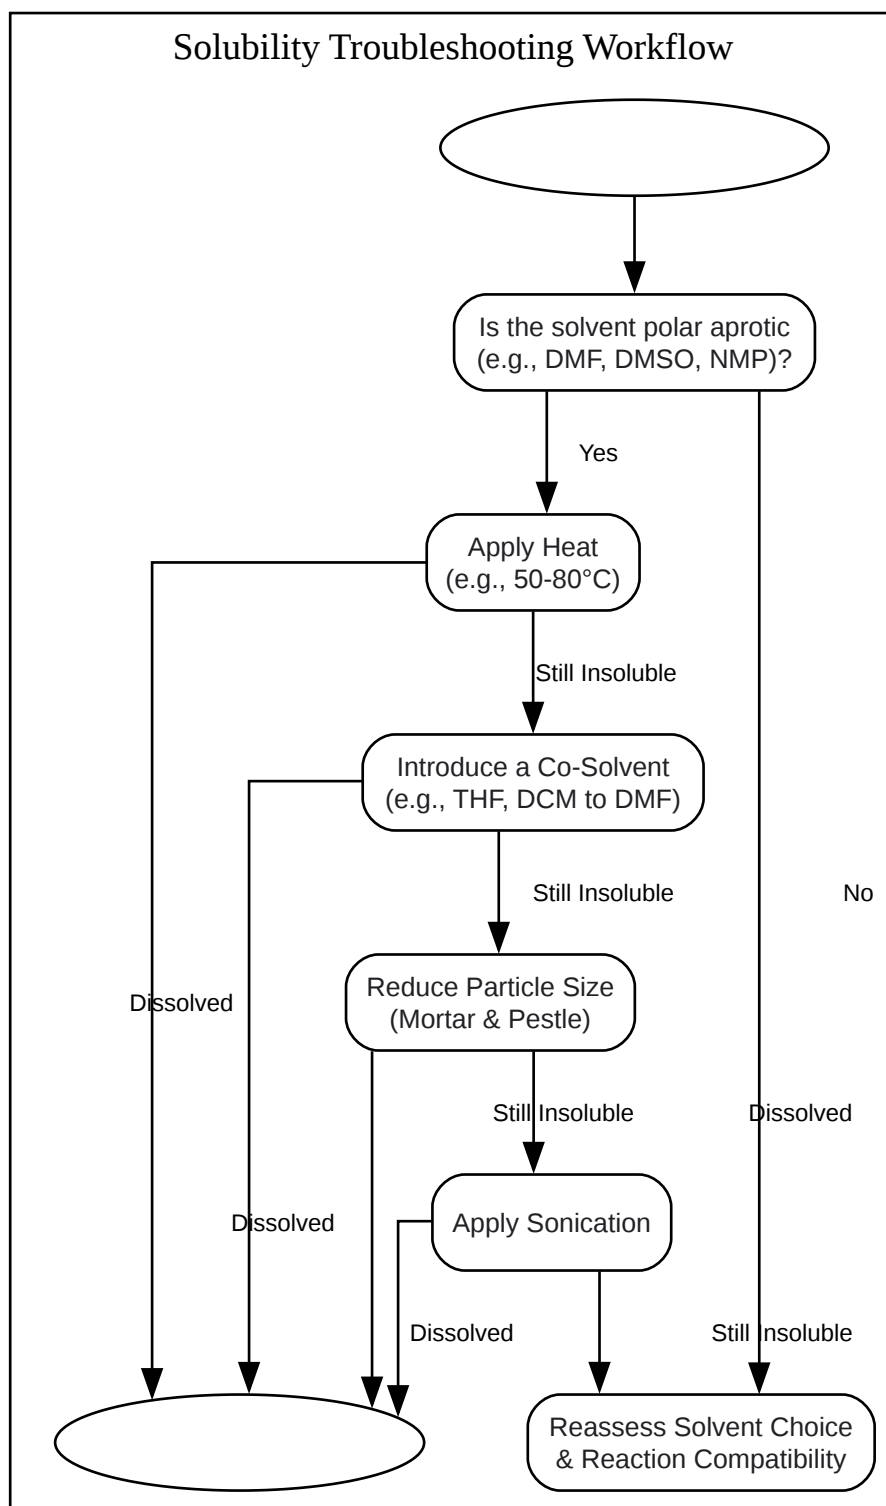 Solubility Troubleshooting Workflow
Is the solvent polar aprotic
(e.g., DMF, DMSO, NMP)?
Yes
Apply Heat
(e.g., 50-80°C)
Still Insoluble
Introduce a Co-Solvent
(e.g., THF, DCM to DMF)
Still Insoluble
No
Reduce Particle Size
(Mortar & Pestle)
Dissolved
Still Insoluble
Dissolved
Apply Sonication
Dissolved
Dissolved
Still Insoluble
Reassess Solvent Choice
& Reaction Compatibility